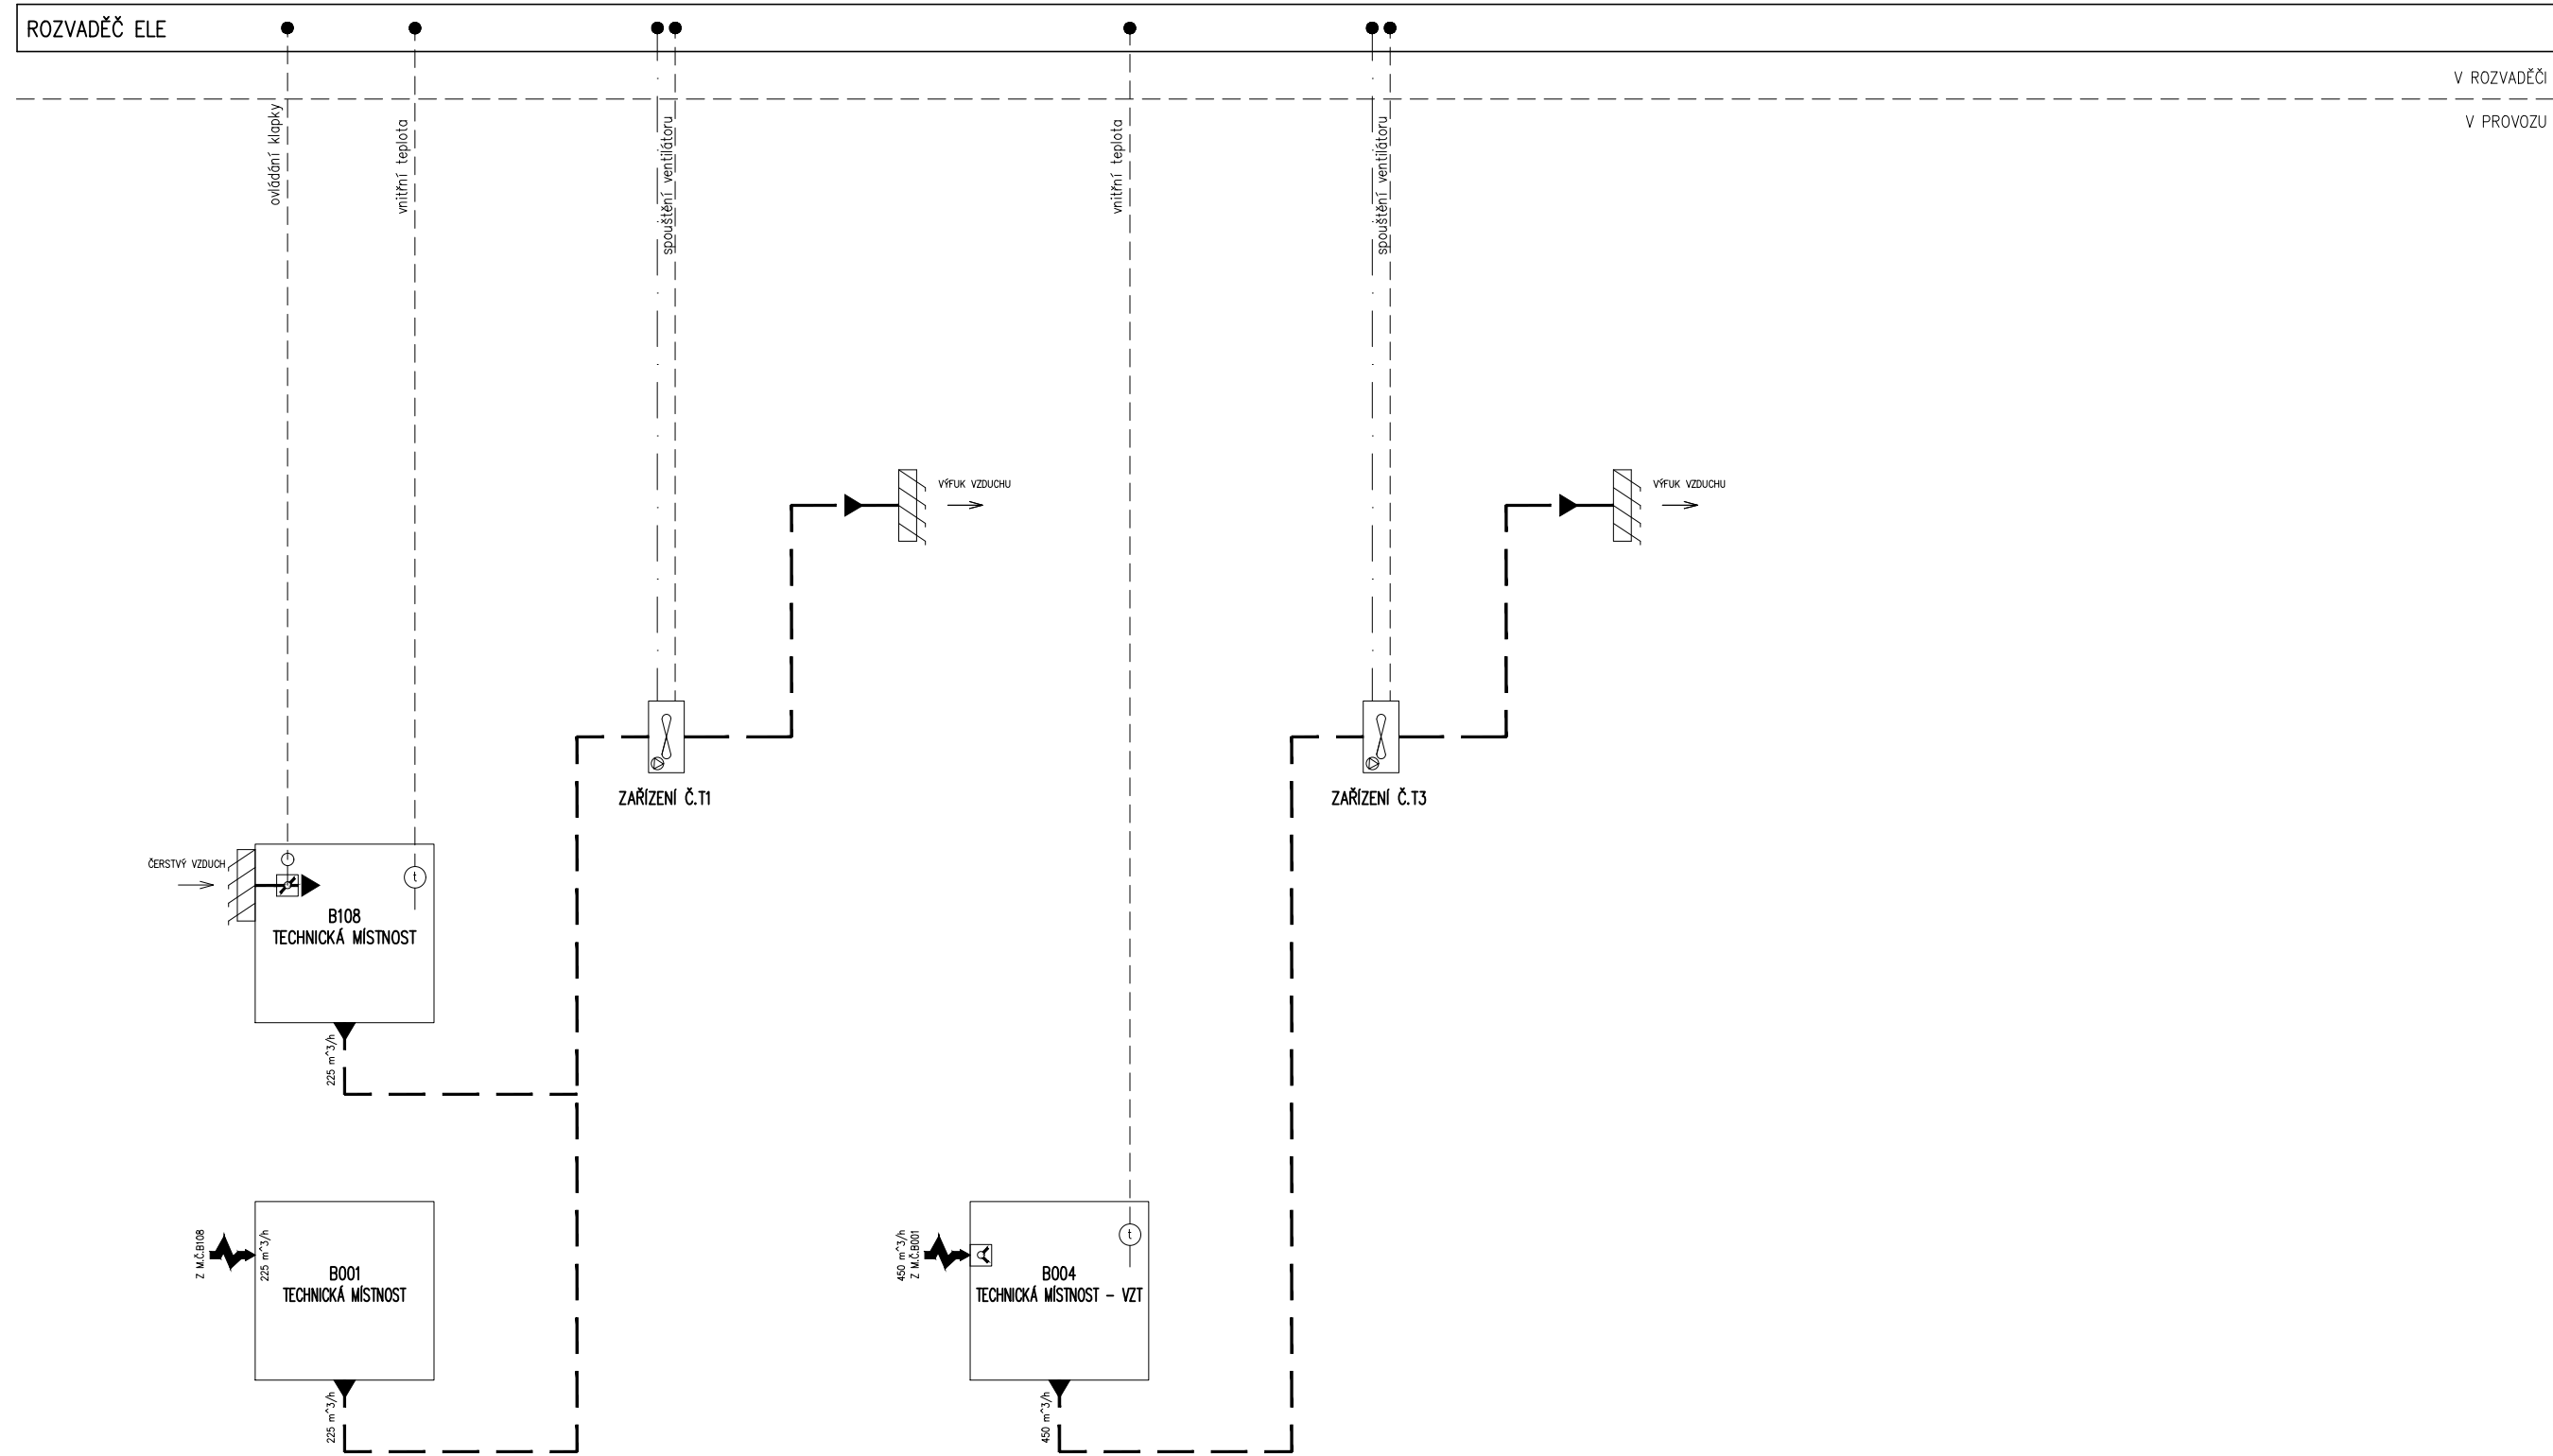 ROZVADĚČ ELE
V ROZVADĚČI
V PROVOZU
ovládání klapky
vnitřní teplota
spouštění ventilátoru
vnitřní teplota
spouštění ventilátoru
VÝFUK VZDUCHU
VÝFUK VZDUCHU
ZAŘÍZENÍ Č.T1
ZAŘÍZENÍ Č.T3
ČERSTVÝ VZDUCH
t
B108
TECHNICKÁ MÍSTNOST
225 m^3/h
Z M.Č.B108
225 m^3/h
B001
TECHNICKÁ MÍSTNOST
225 m^3/h
450 m^3/h
Z M.Č.B001
t
B004
TECHNICKÁ MÍSTNOST – VZT
450 m^3/h